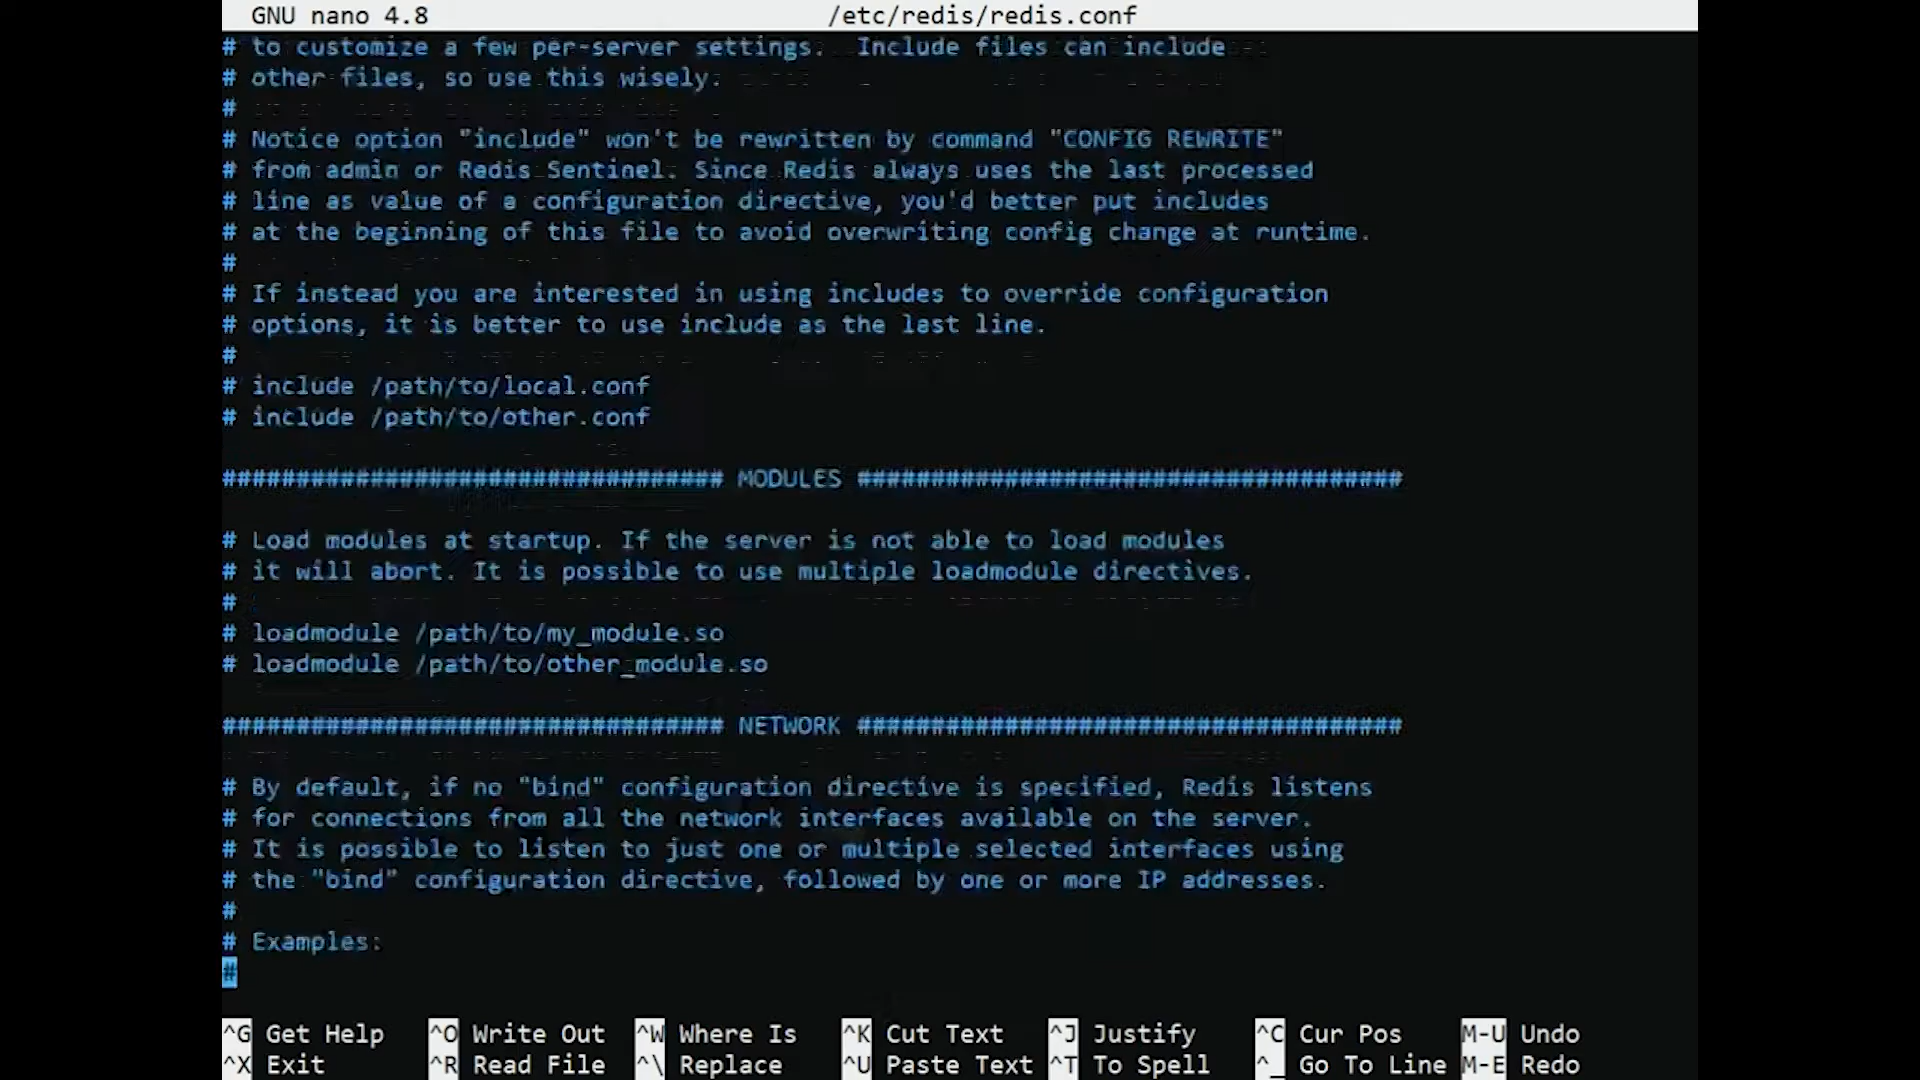 GNU nano 4.8 /etc/redis/redis.conf
# to customize a few per-server settings.  Include files can include
# other files, so use this wisely.
#
# Notice option "include" won't be rewritten by command "CONFIG REWRITE"
# from admin or Redis Sentinel. Since Redis always uses the last processed
# line as value of a configuration directive, you'd better put includes
# at the beginning of this file to avoid overwriting config change at runtime.
#
# If instead you are interested in using includes to override configuration
# options, it is better to use include as the last line.
#
# include /path/to/local.conf
# include /path/to/other.conf
################################## MODULES #####################################
# Load modules at startup. If the server is not able to load modules
# it will abort. It is possible to use multiple loadmodule directives.
#
# loadmodule /path/to/my_module.so
# loadmodule /path/to/other_module.so
################################## NETWORK #####################################
# By default, if no "bind" configuration directive is specified, Redis listens
# for connections from all the network interfaces available on the server.
# It is possible to listen to just one or multiple selected interfaces using
# the "bind" configuration directive, followed by one or more IP addresses.
#
# Examples:
#
^G Get Help ^O Write Out ^W Where Is ^K Cut Text ^J Justify ^C Cur Pos M-U Undo
^X Exit ^R Read File ^\ Replace ^U Paste Text ^T To Spell ^_ Go To Line M-E Redo